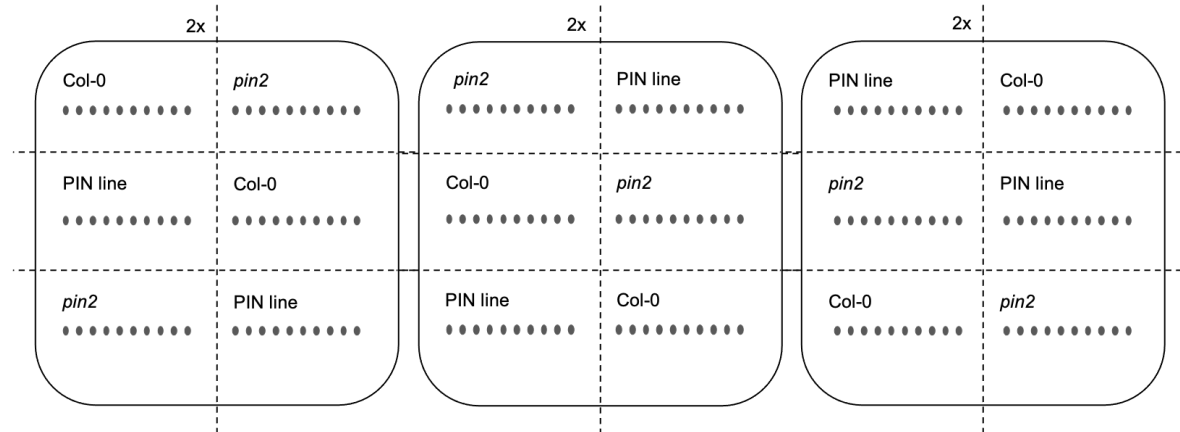 2x 2x 2x
Col-0 pin2 pin2 PIN line PIN line Col-0
PIN line Col-0 Col-0 pin2 pin2 PIN line
pin2 PIN line PIN line Col-0 Col-0 pin2